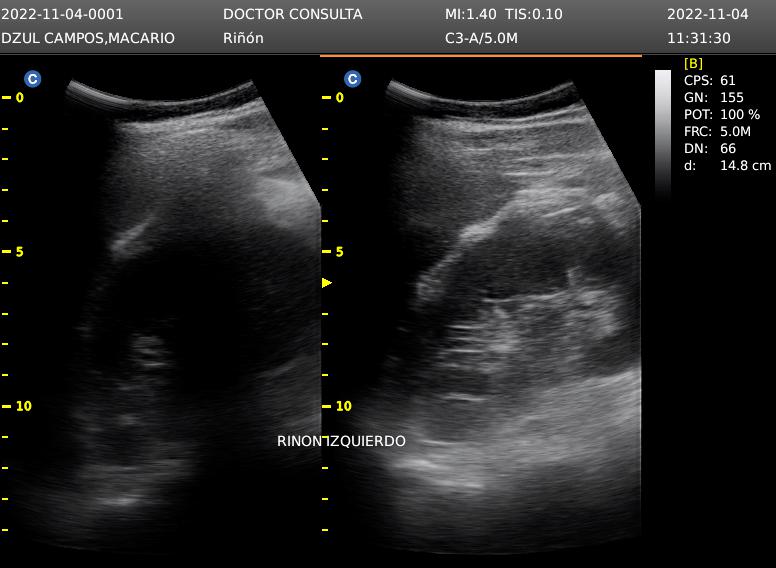 2022-11-04-0001 DOCTOR CONSULTA MI:1.40 TIS:0.10 2022-11-04
DZUL CAMPOS,MACARIO Riñón C3-A/5.0M 11:31:30
[B]
C C CPS: 61
0 0 GN: 155
POT: 100 %
FRC: 5.0M
DN: 66
d: 14.8 cm
5 5
10 10
RINON IZQUIERDO